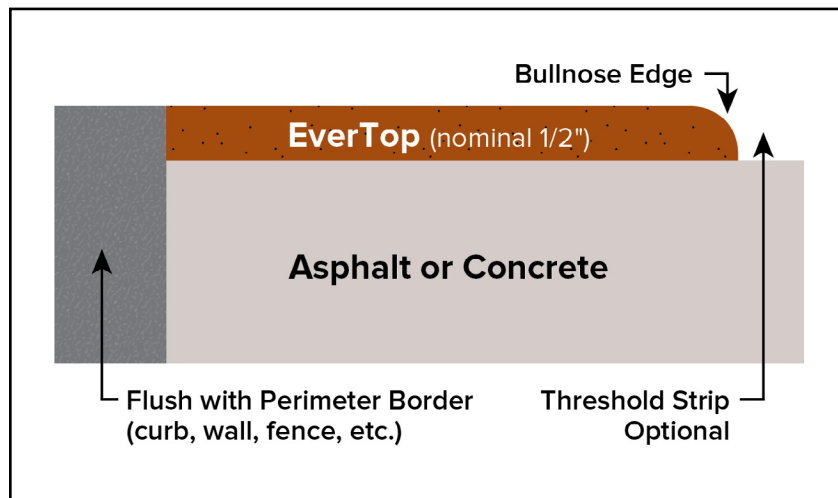 Bullnose Edge
EverTop (nominal 1/2")
Asphalt or Concrete
Flush with Perimeter Border
(curb, wall, fence, etc.)
Threshold Strip
Optional